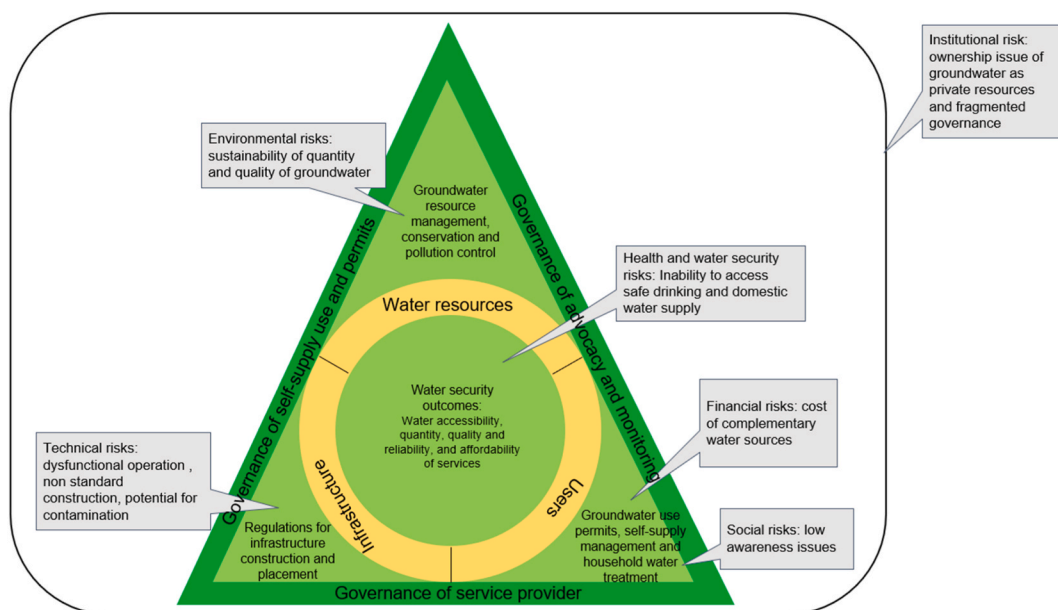 Institutional risk:
ownership issue of
groundwater as
private resources
and fragmented
governance
Environmental risks:
sustainability of quantity
and quality of groundwater
Groundwater
resource
management,
conservation and
pollution control
Governance of self-supply use and permits
Governance of advocacy and monitoring
Health and water security
risks: Inability to access
safe drinking and domestic
water supply
Water resources
Water security
outcomes:
Water accessibility,
quantity, quality and
reliability, and affordability
of services
Financial risks: cost
of complementary
water sources
Technical risks:
dysfunctional operation ,
non standard
construction, potential for
contamination
Infrastructure
Users
Regulations for
infrastructure
construction and
placement
Groundwater use
permits, self-supply
management and
household water
treatment
Social risks: low
awareness issues
Governance of service provider